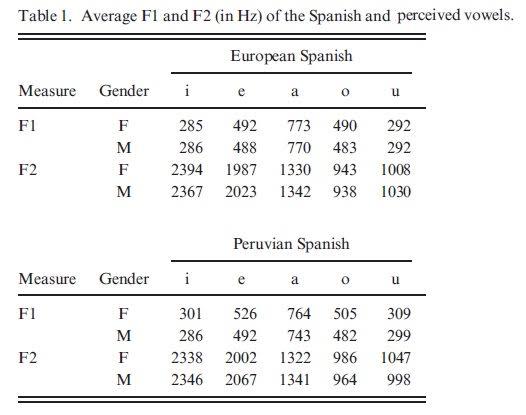 Table 1. Average F1 and F2 (in Hz) of the Spanish and perceived vowels.
European Spanish
Measure Gender i e a o u
F1 F 285 492 773 490 292
M 286 488 770 483 292
F2 F 2394 1987 1330 943 1008
M 2367 2023 1342 938 1030
Peruvian Spanish
Measure Gender i e a o u
F1 F 301 526 764 505 309
M 286 492 743 482 299
F2 F 2338 2002 1322 986 1047
M 2346 2067 1341 964 998